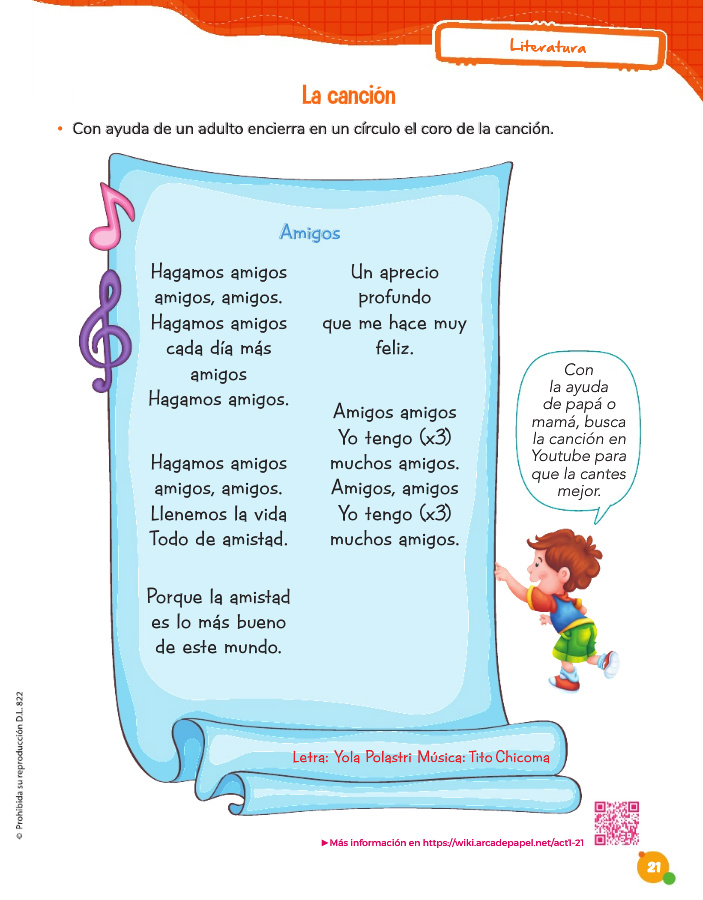 Literatura
La canción
• Con ayuda de un adulto encierra en un círculo el coro de la canción.
Amigos
Hagamos amigos
amigos, amigos.
Hagamos amigos
cada día más
amigos
Hagamos amigos.
Hagamos amigos
amigos, amigos.
Llenemos la vida
Todo de amistad.
Porque la amistad
es lo más bueno
de este mundo.
Un aprecio
profundo
que me hace muy
feliz.
Amigos amigos
Yo tengo (x3)
muchos amigos.
Amigos, amigos
Yo tengo (x3)
muchos amigos.
Con
la ayuda
de papá o
mamá, busca
la canción en
Youtube para
que la cantes
mejor.
Letra: Yola Polastri Música: Tito Chicoma
© Prohibida su reproducción D.L. 822
▶Más información en https://wiki.arcadepapel.net/act1-21
21